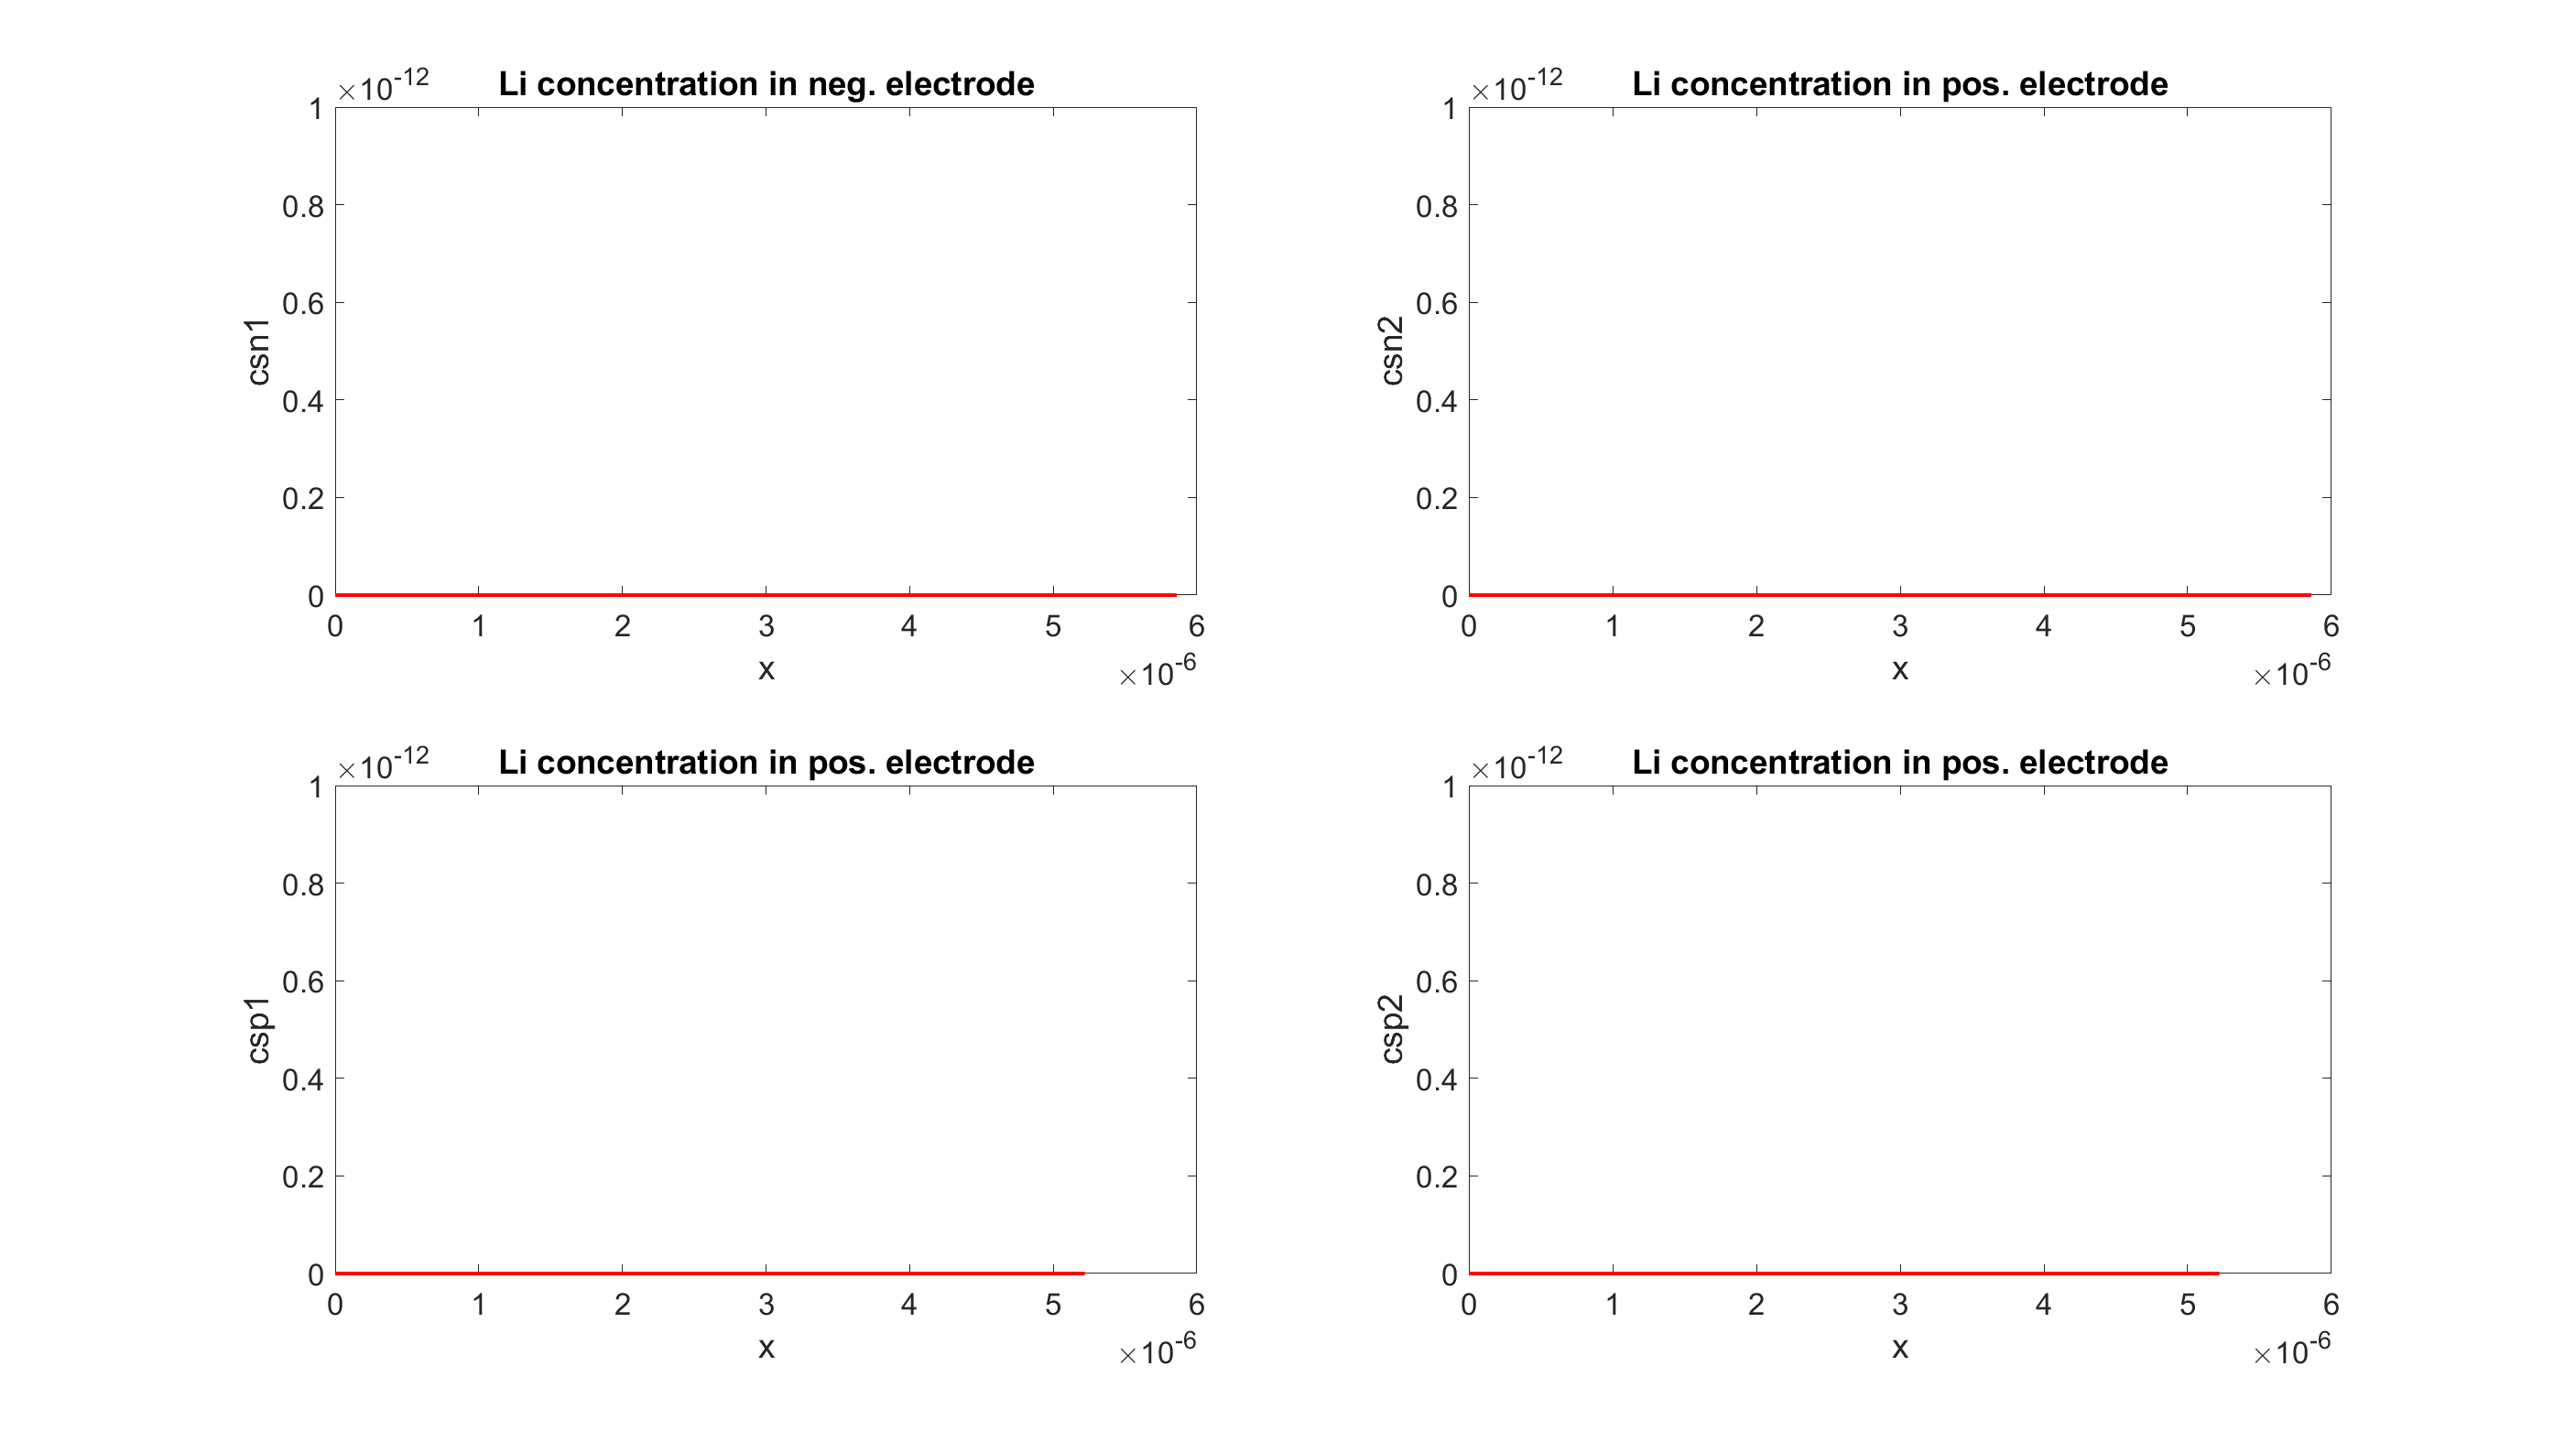 Li concentration in neg. electrode
×10-12
1
0.8
0.6
0.4
0.2
0
csn1
0 1 2 3 4 5 6
x
×10-6
Li concentration in pos. electrode
×10-12
1
0.8
0.6
0.4
0.2
0
csn2
0 1 2 3 4 5 6
x
×10-6
Li concentration in pos. electrode
×10-12
1
0.8
0.6
0.4
0.2
0
csp1
0 1 2 3 4 5 6
x
×10-6
Li concentration in pos. electrode
×10-12
1
0.8
0.6
0.4
0.2
0
csp2
0 1 2 3 4 5 6
x
×10-6